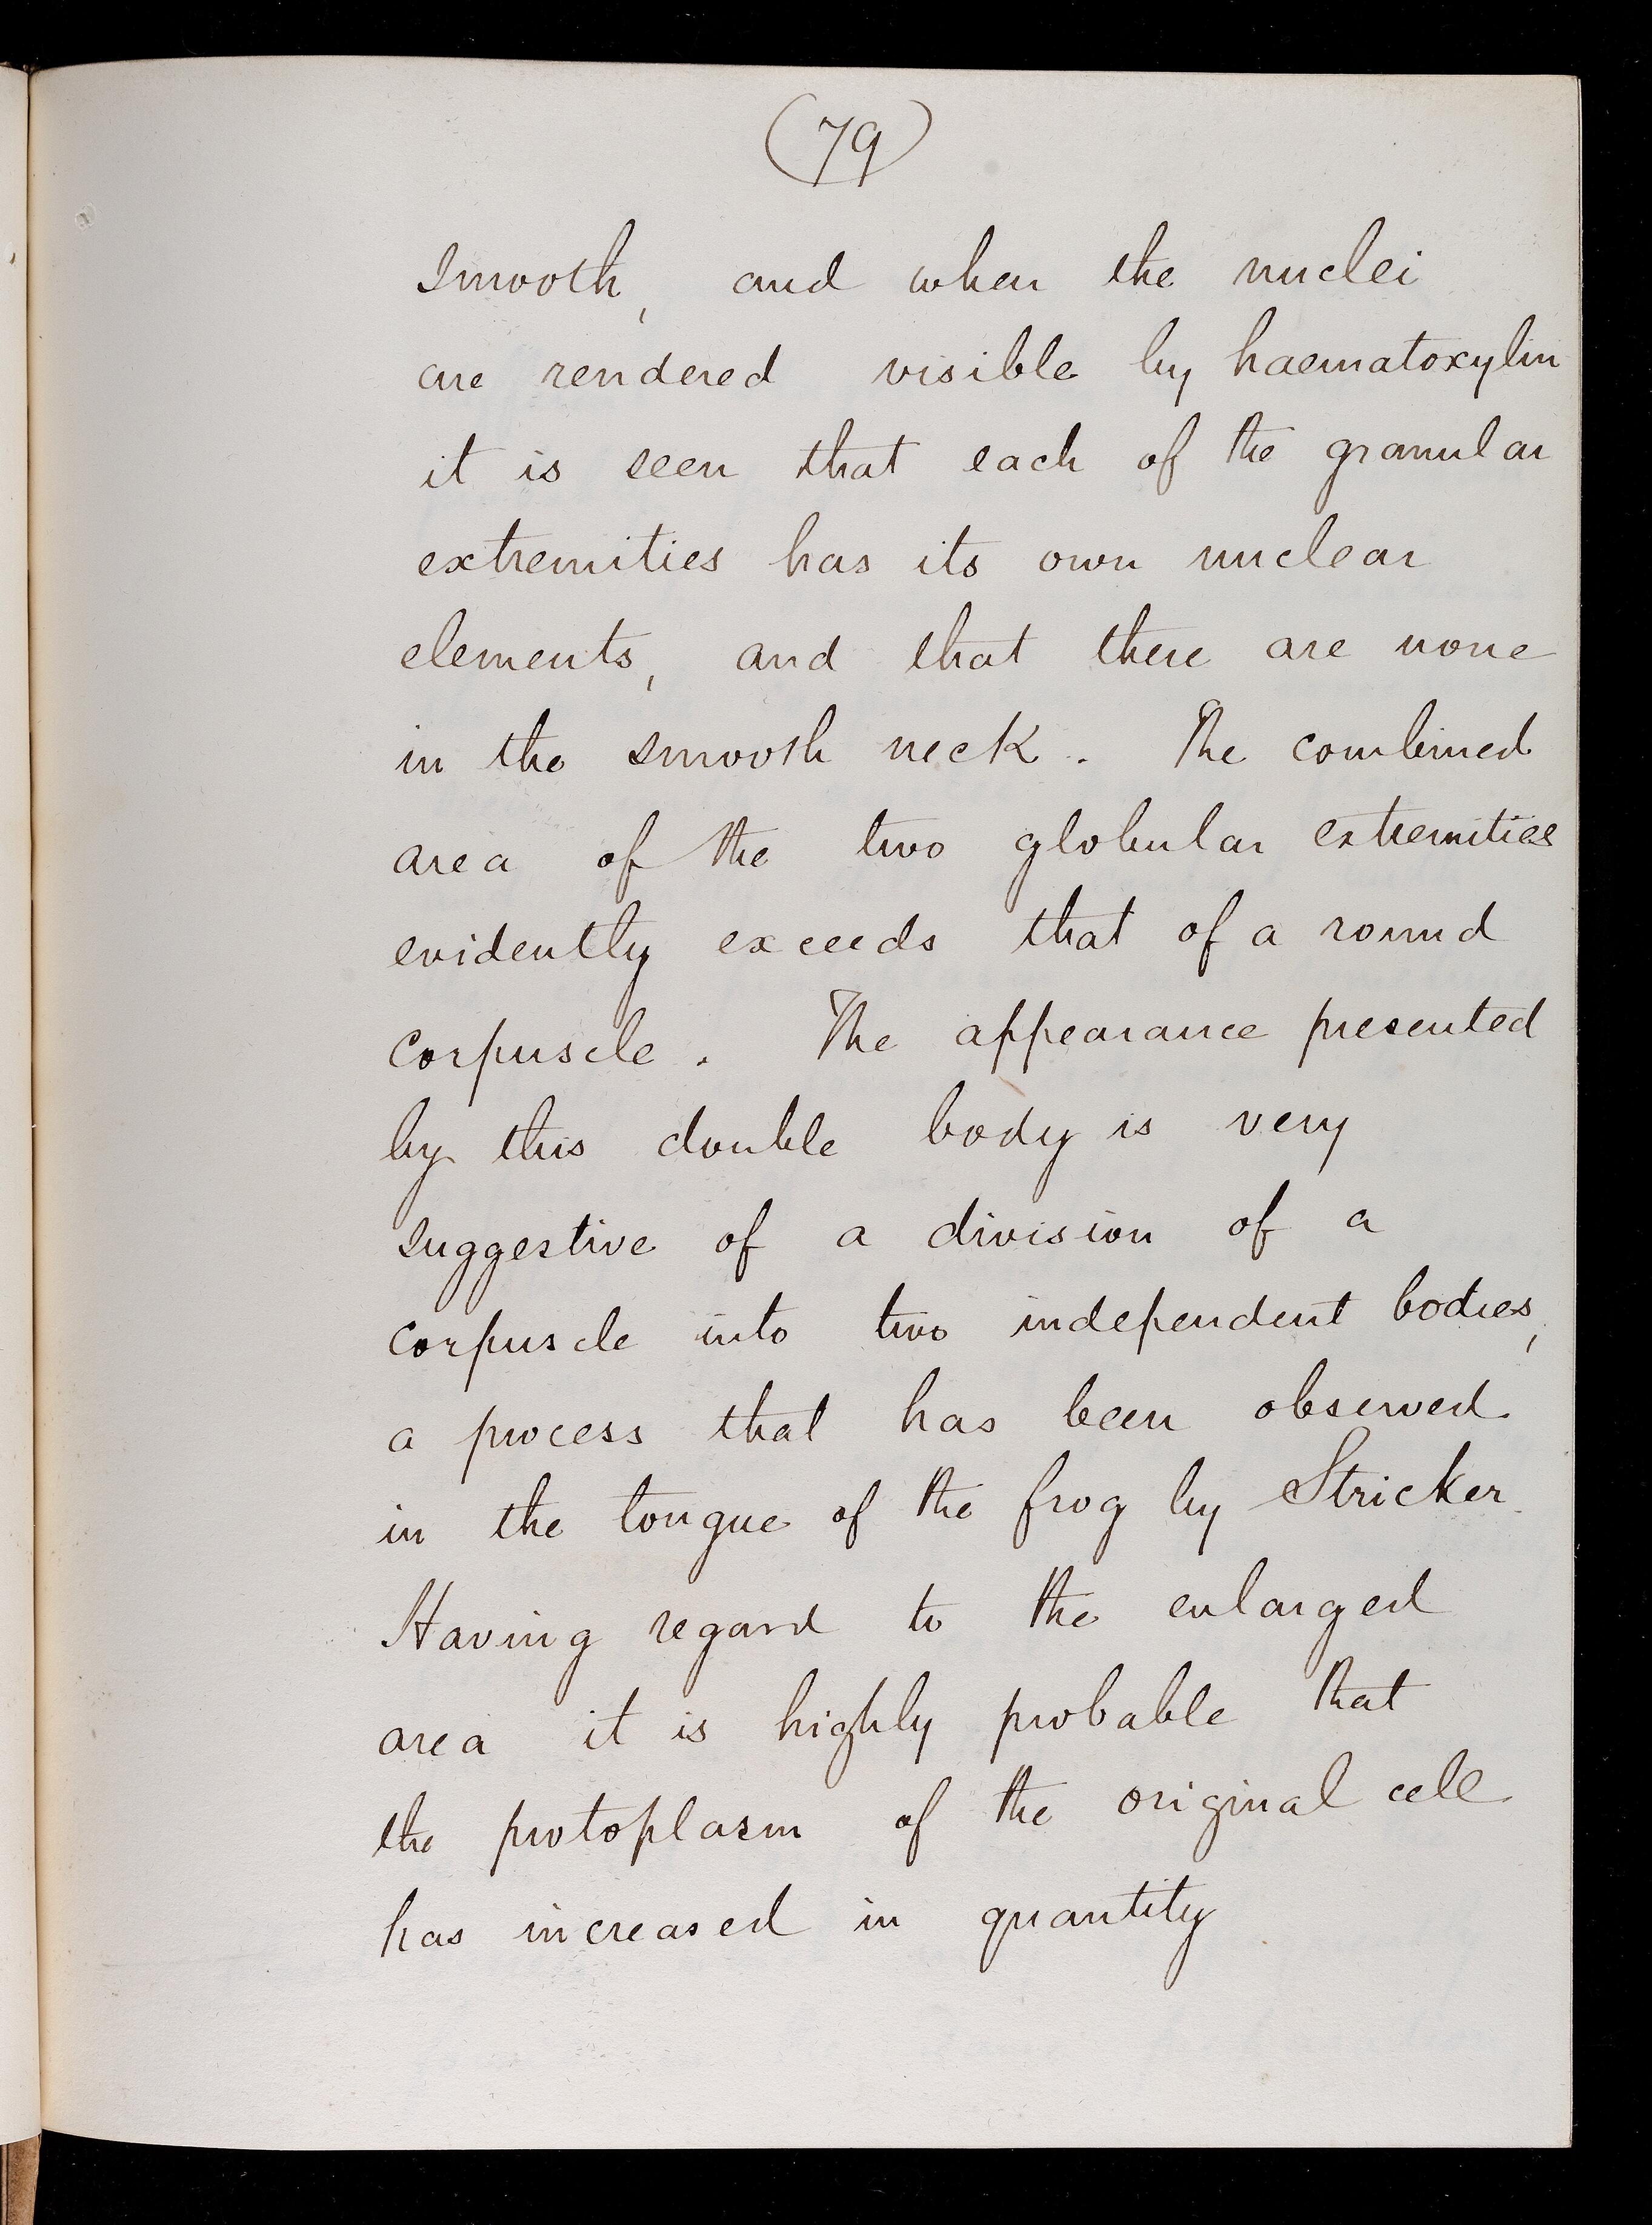 (79)
smooth, and when the nuclei
are rendered visible by haematoxylin
it is seen that each of the granular
extremities has its own nuclear
elements, and that there are none
in the smooth neck. The combined
area of the two globular extremities
evidently exceeds that of a round
corpuscle. The appearance presented
by this double body is very
suggestive of a division of a
corpuscle into two independent bodies,
a process that has been observed
in the tongue of the frog by Stricker.
Having regard to the enlarged
area it is highly probable that
the protoplasm of the original cell
has increased in quantity